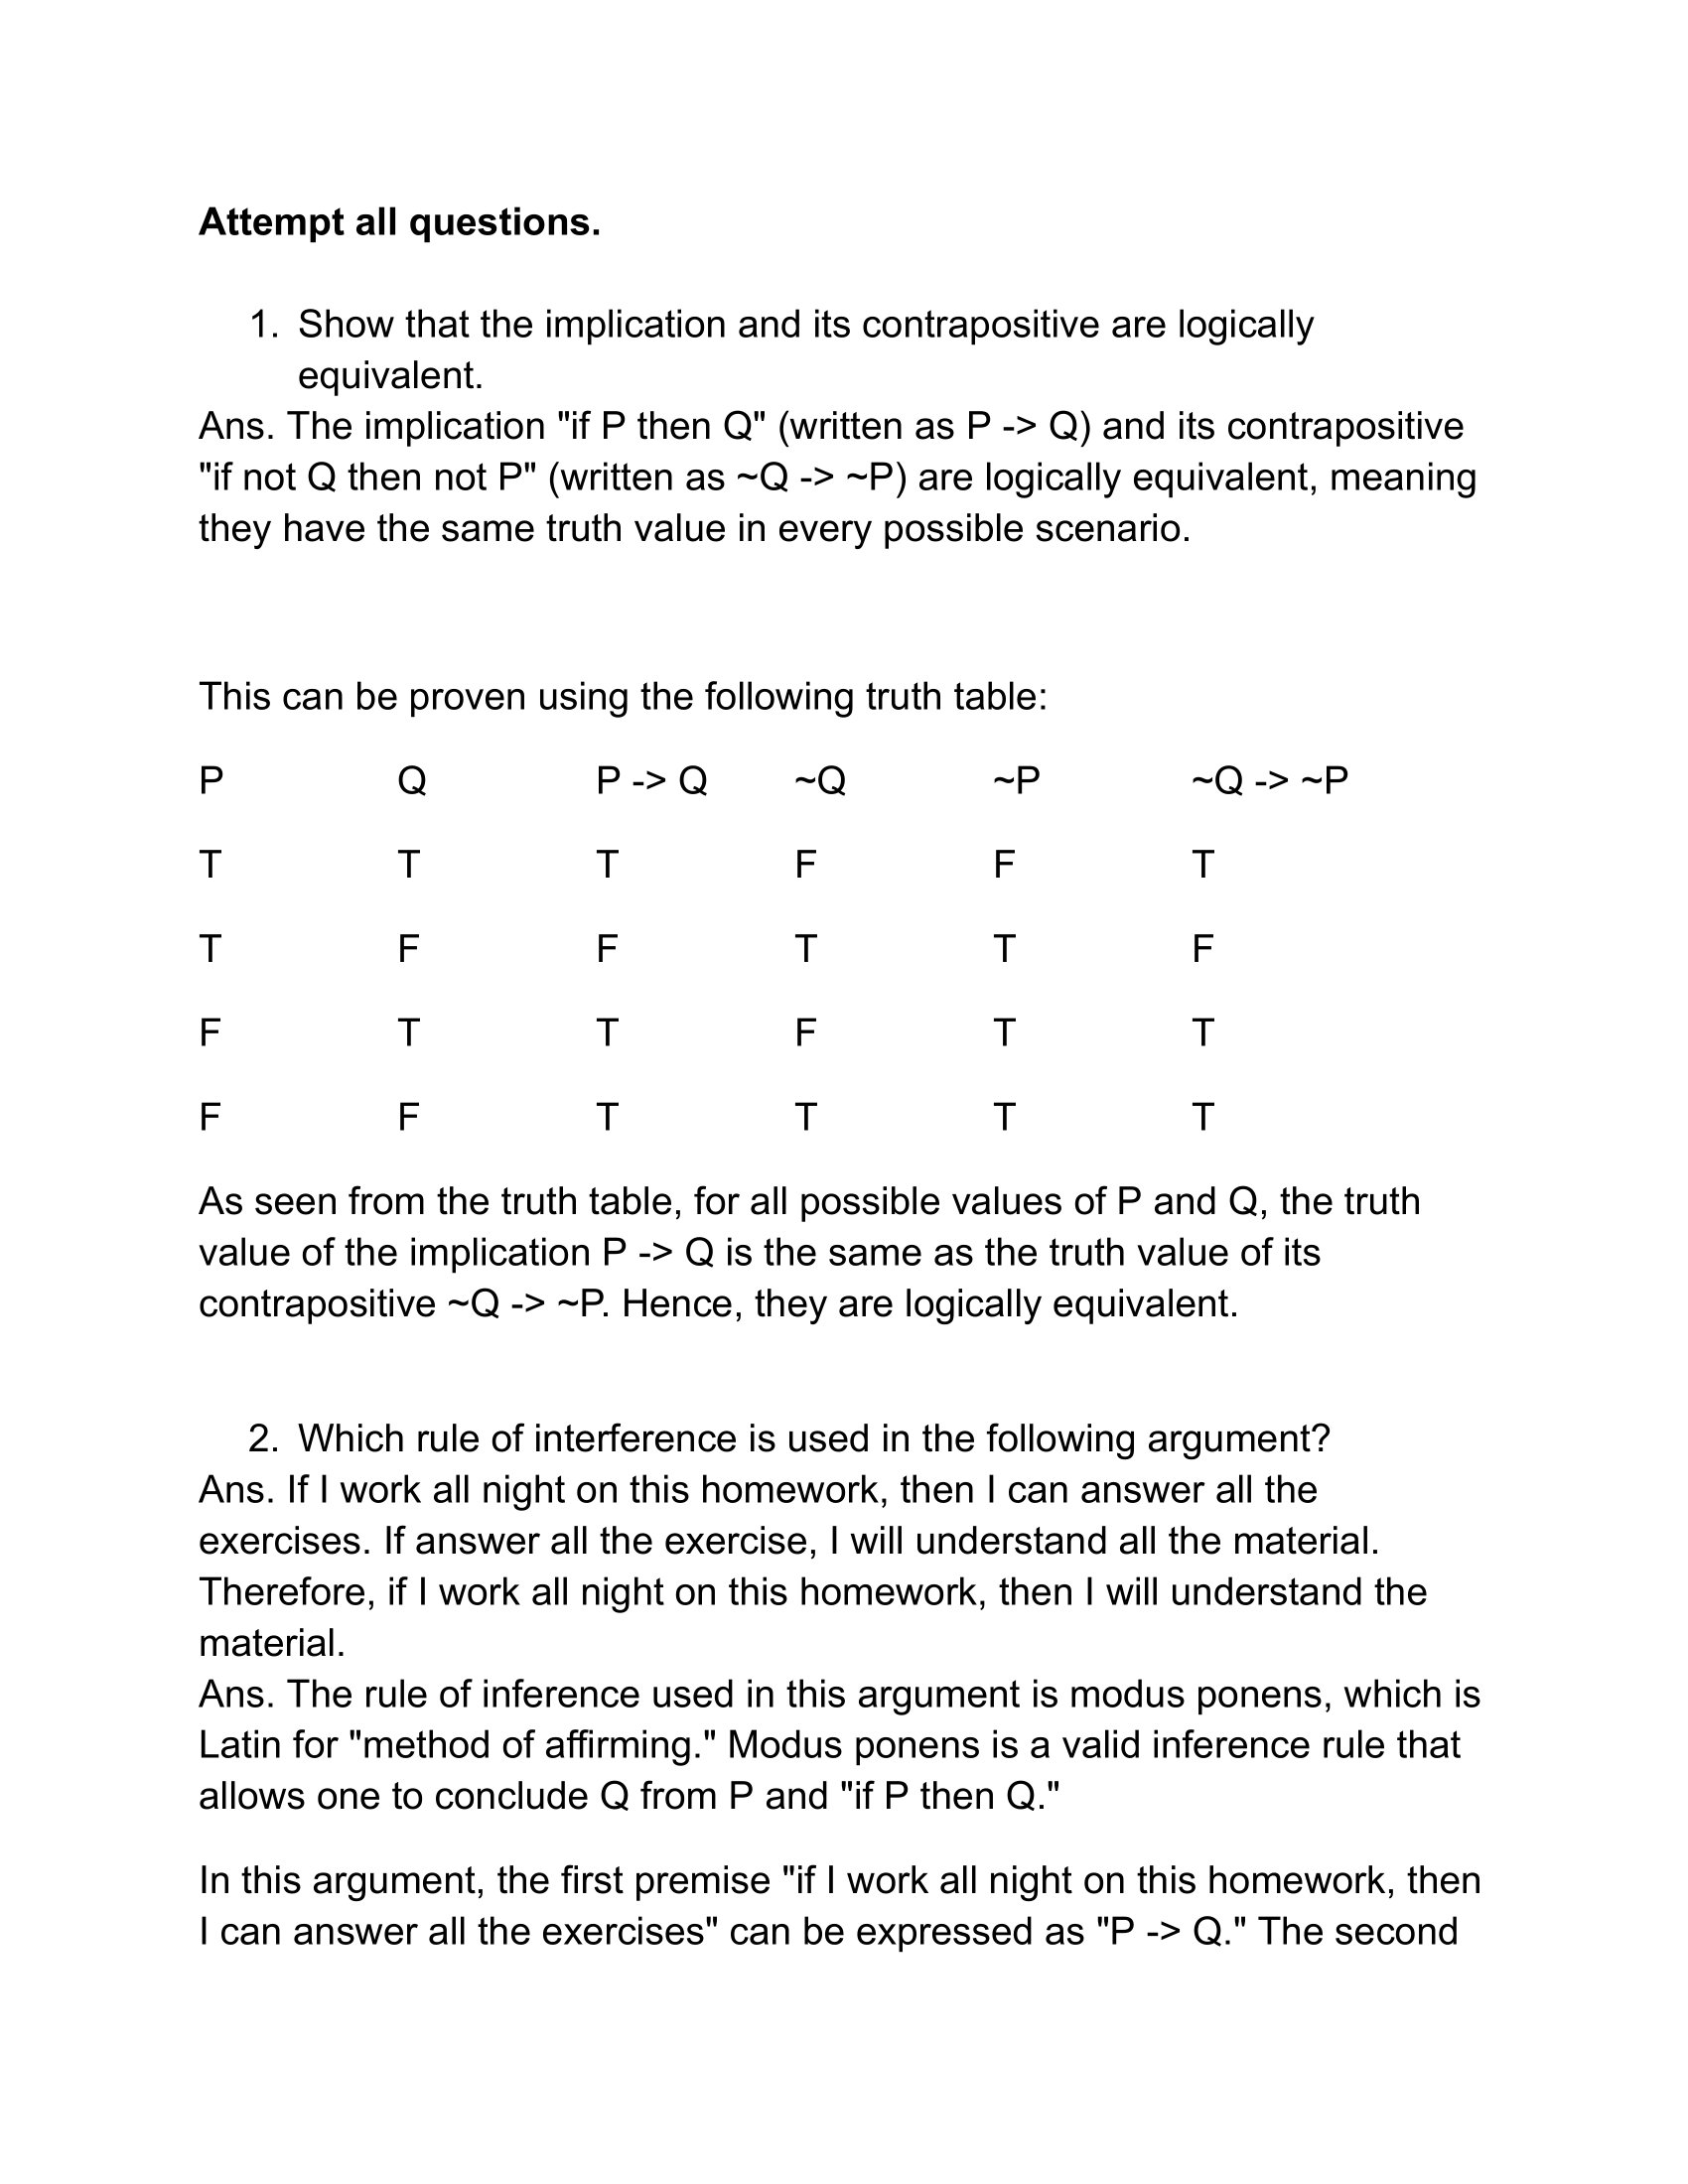 Attempt all questions.
1. Show that the implication and its contrapositive are logically
equivalent.
Ans. The implication "if P then Q" (written as P -> Q) and its contrapositive
"if not Q then not P" (written as ~Q -> ~P) are logically equivalent, meaning
they have the same truth value in every possible scenario.
This can be proven using the following truth table:
P Q P -> Q ~Q ~P ~Q -> ~P
T T T F F T
T F F T T F
F T T F T T
F F T T T T
As seen from the truth table, for all possible values of P and Q, the truth
value of the implication P -> Q is the same as the truth value of its
contrapositive ~Q -> ~P. Hence, they are logically equivalent.
2. Which rule of interference is used in the following argument?
Ans. If I work all night on this homework, then I can answer all the
exercises. If answer all the exercise, I will understand all the material.
Therefore, if I work all night on this homework, then I will understand the
material.
Ans. The rule of inference used in this argument is modus ponens, which is
Latin for "method of affirming." Modus ponens is a valid inference rule that
allows one to conclude Q from P and "if P then Q."
In this argument, the first premise "if I work all night on this homework, then
I can answer all the exercises" can be expressed as "P -> Q." The second